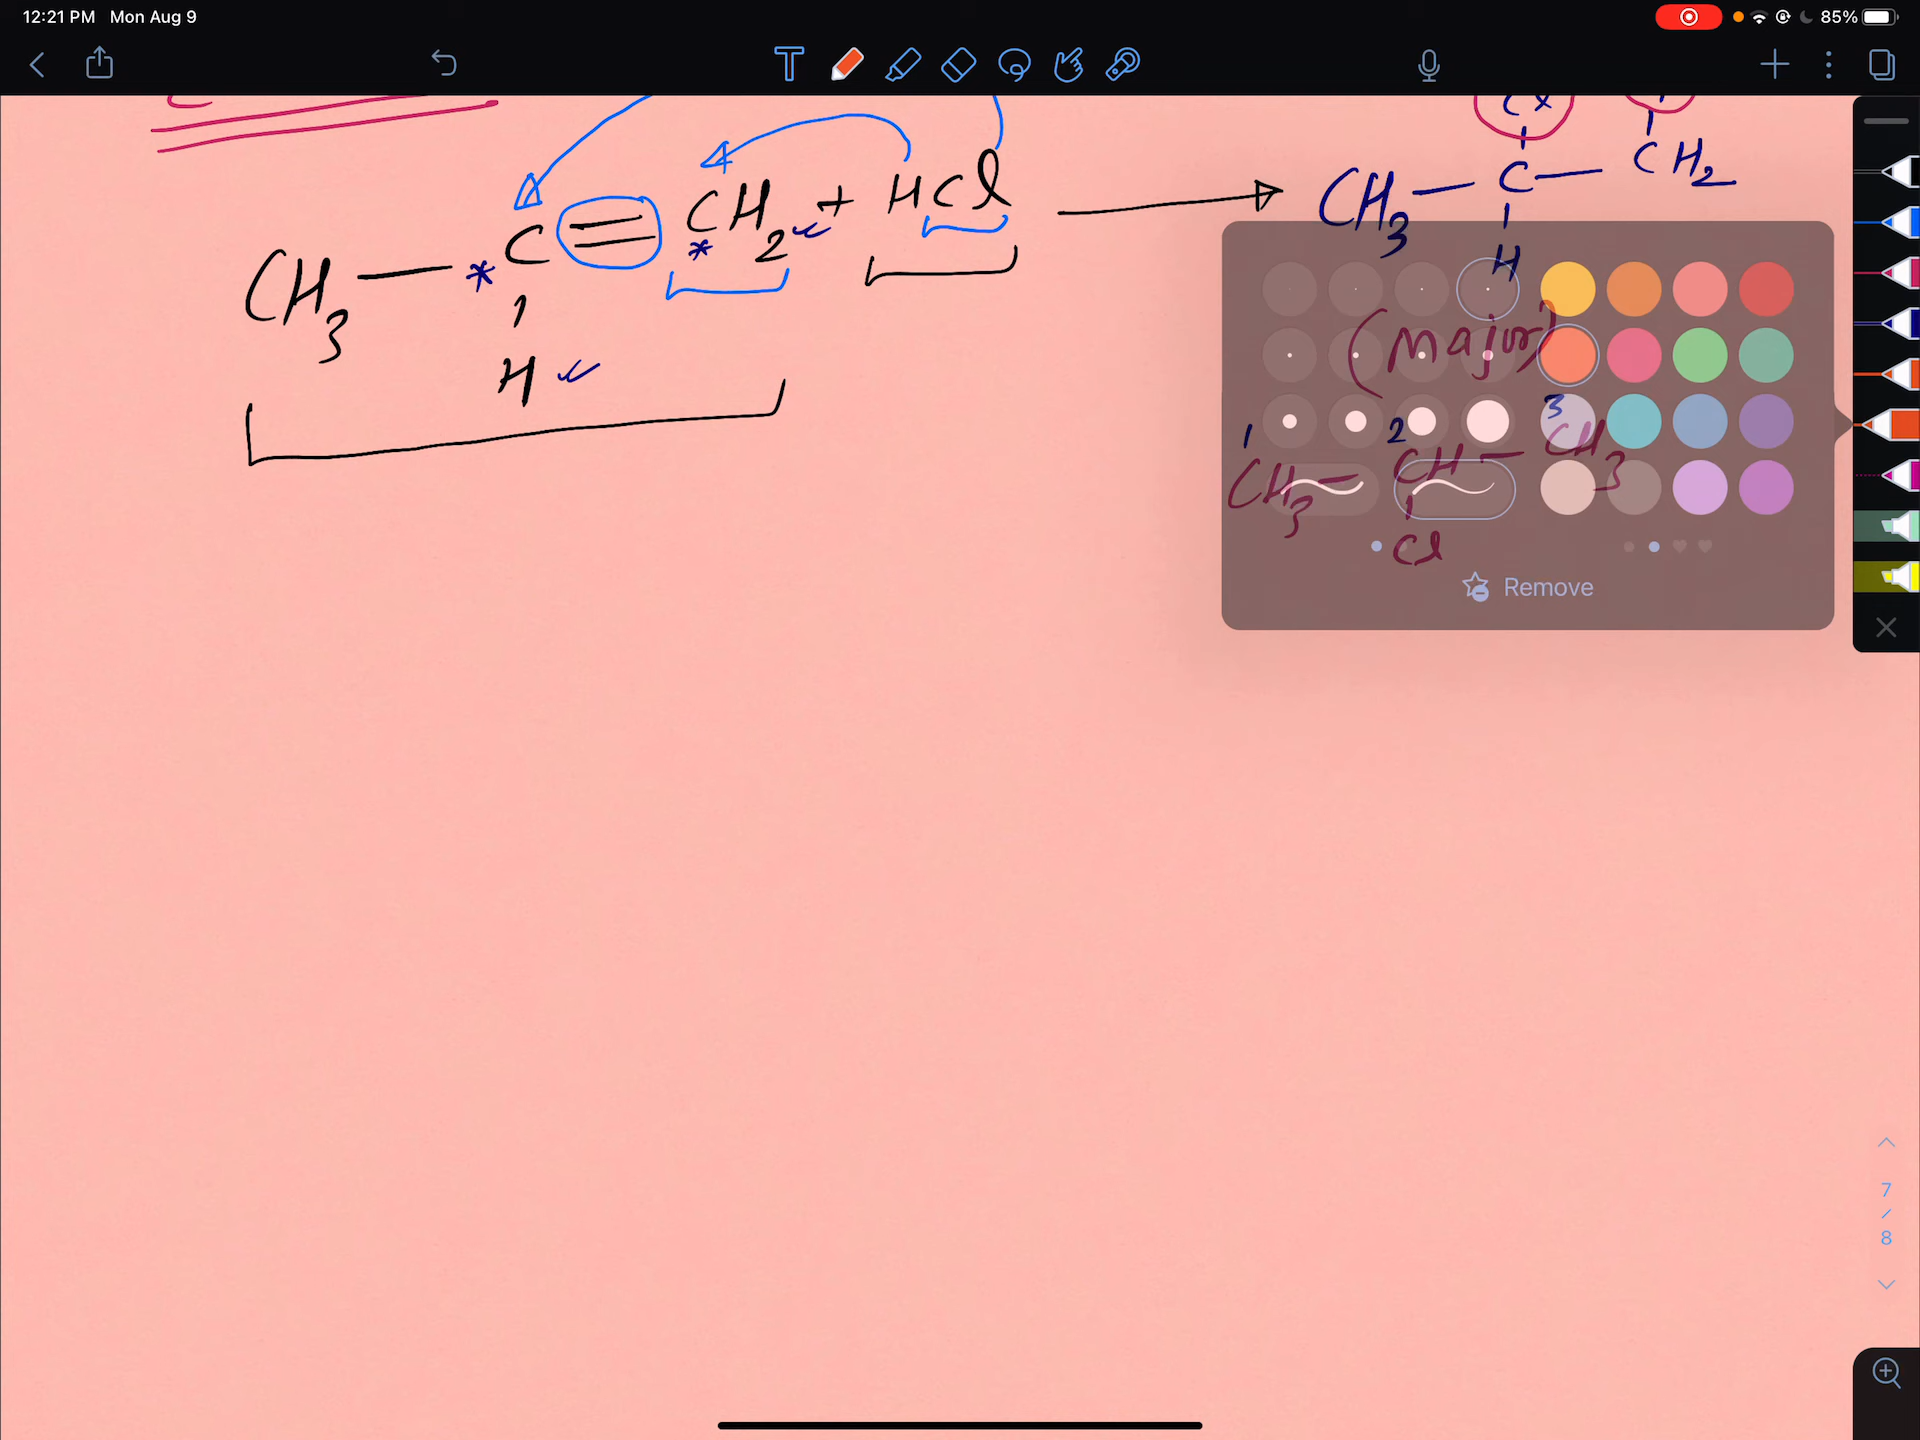 12:21 PM Mon Aug 9
85%
T
Cl
CH3 — C — CH2
H
CH3 — C = CH2 + HCl →
* *
H
(Major)
1 2 3
CH3 — CH — CH3
Cl
Remove
7
/
8